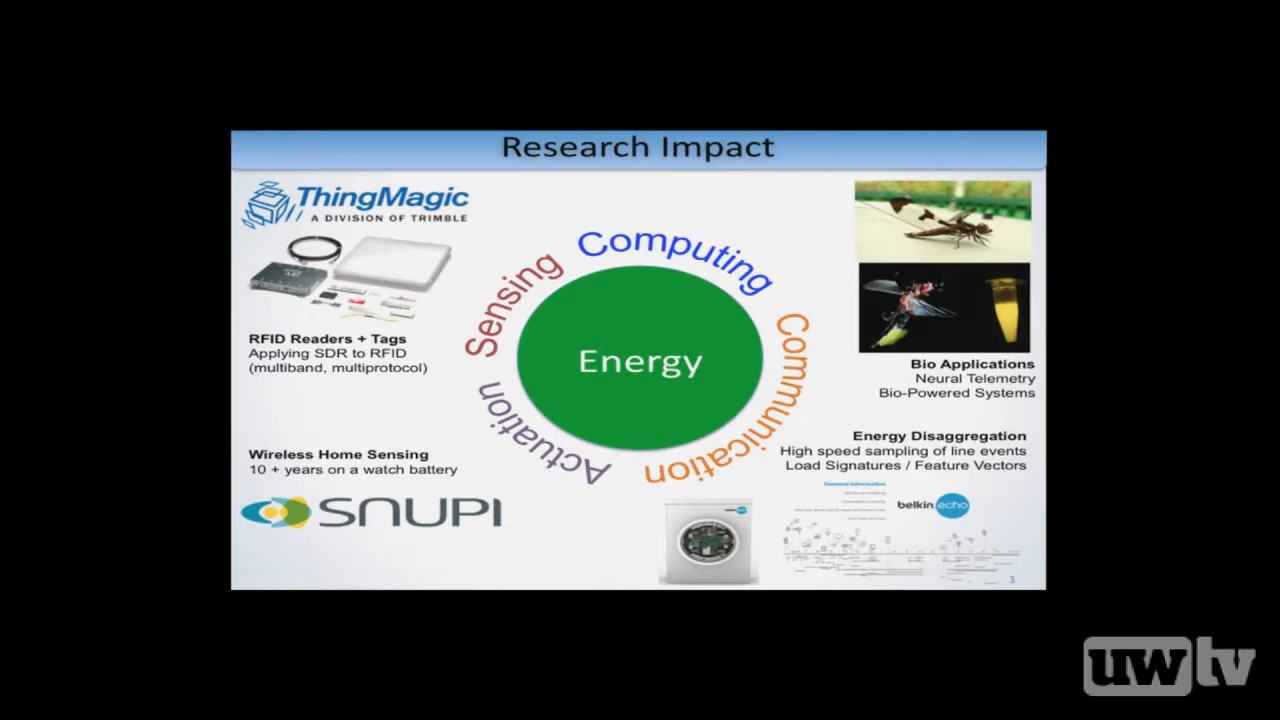 Research Impact
ThingMagic
A DIVISION OF TRIMBLE
RFID Readers + Tags
Applying SDR to RFID
(multiband, multiprotocol)
Wireless Home Sensing
10 + years on a watch battery
SNUPI
Sensing
Computing
Communication
Actuation
Energy
Bio Applications
Neural Telemetry
Bio-Powered Systems
Energy Disaggregation
High speed sampling of line events
Load Signatures / Feature Vectors
belkin echo
3
uw tv